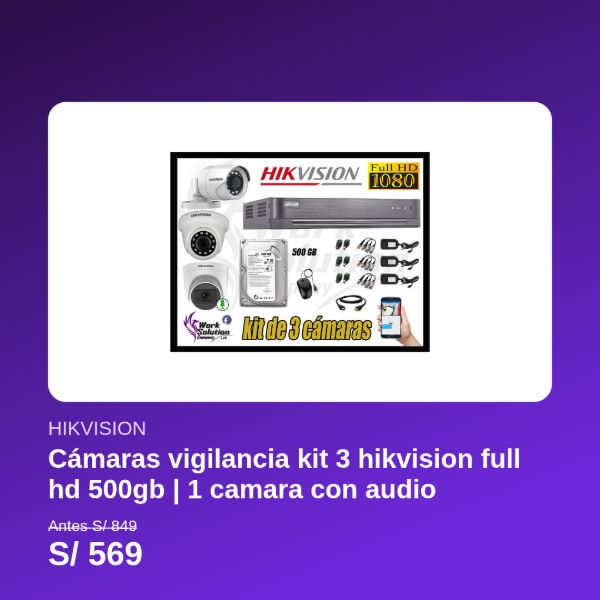 HIKVISION
Full HD
1080
500 GB
kit de 3 cámaras
Work
Solution
Company
HIKVISION
Cámaras vigilancia kit 3 hikvision full
hd 500gb | 1 camara con audio
Antes S/ 849
S/ 569